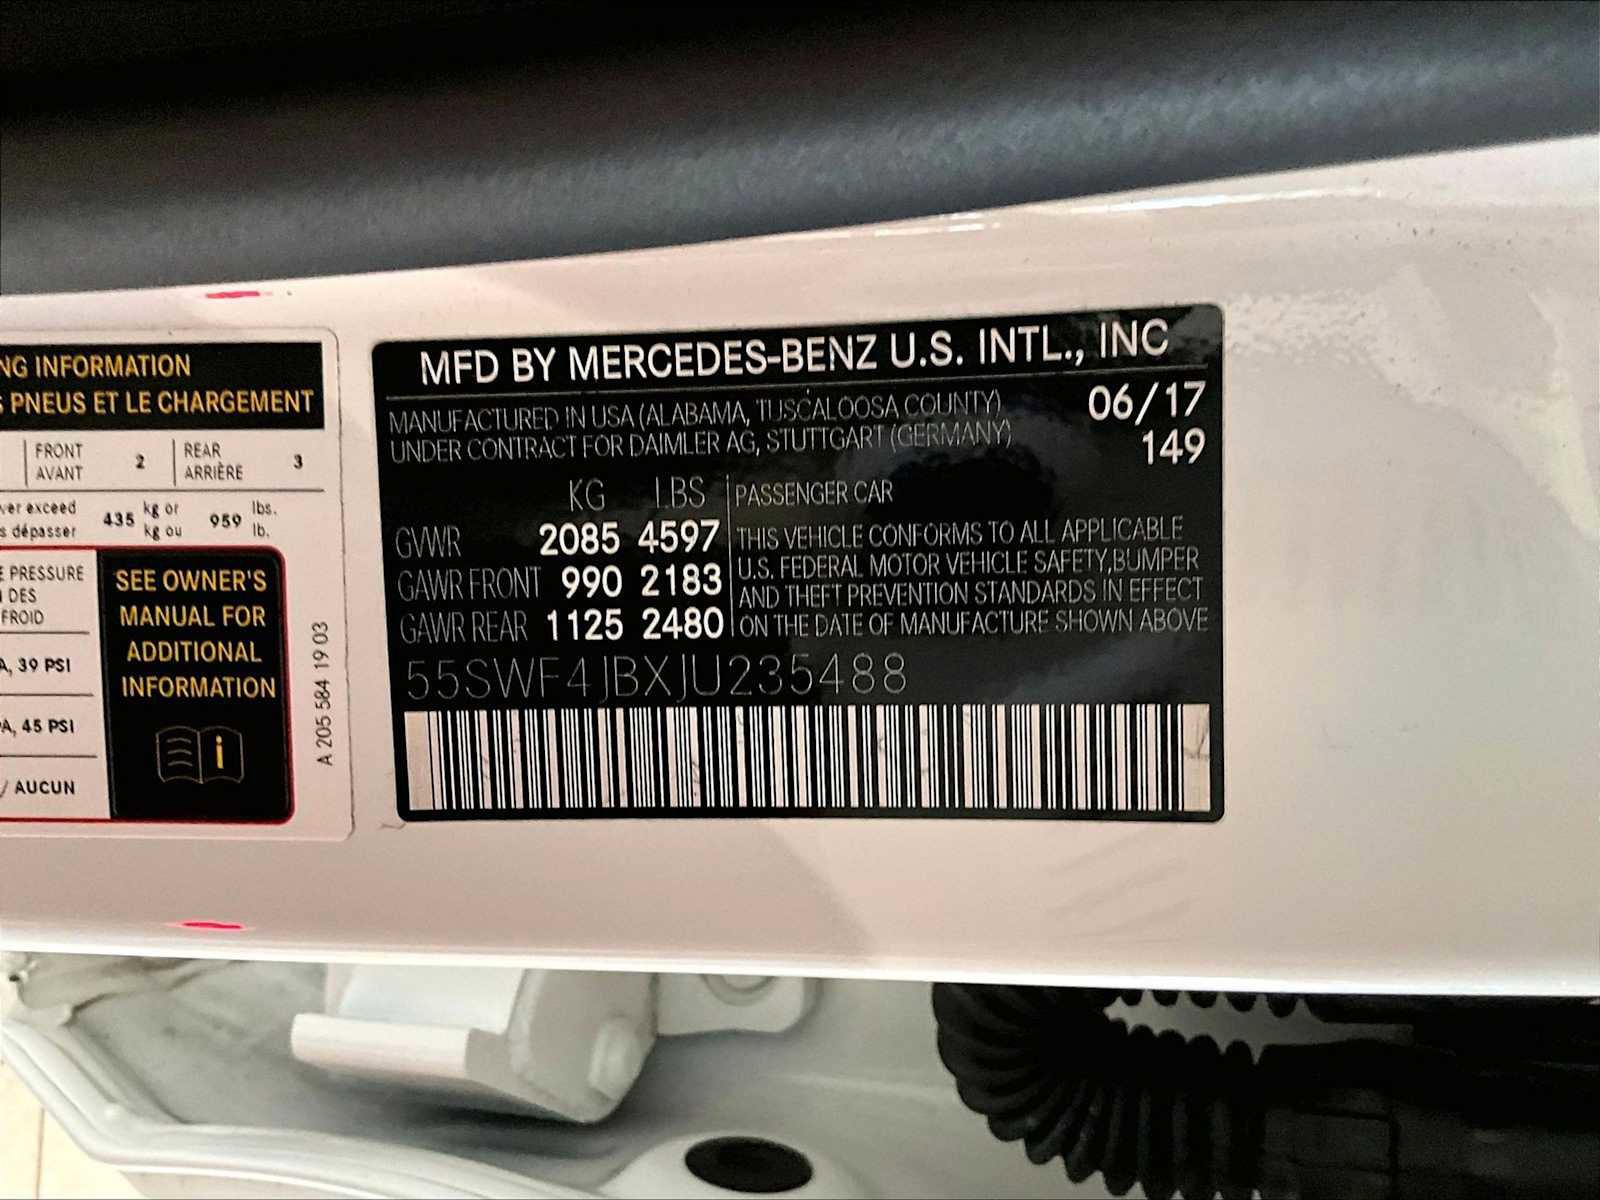 NG INFORMATION
S PNEUS ET LE CHARGEMENT
FRONT
AVANT
2
REAR
ARRIÈRE
3
ver exceed
s dépasser
435
kg or
kg ou
959
lbs.
lb.
E PRESSURE
DES
FROID
A, 39 PSI
PA, 45 PSI
/ AUCUN
SEE OWNER'S
MANUAL FOR
ADDITIONAL
INFORMATION
i
A 205 584 19 03
MFD BY MERCEDES-BENZ U.S. INTL., INC
MANUFACTURED IN USA (ALABAMA, TUSCALOOSA COUNTY)
UNDER CONTRACT FOR DAIMLER AG, STUTTGART (GERMANY)
06/17
149
KG LBS
GVWR 2085 4597
GAWR FRONT 990 2183
GAWR REAR 1125 2480
PASSENGER CAR
THIS VEHICLE CONFORMS TO ALL APPLICABLE
U.S. FEDERAL MOTOR VEHICLE SAFETY,BUMPER
AND THEFT PREVENTION STANDARDS IN EFFECT
ON THE DATE OF MANUFACTURE SHOWN ABOVE
55SWF4JBXJU235488